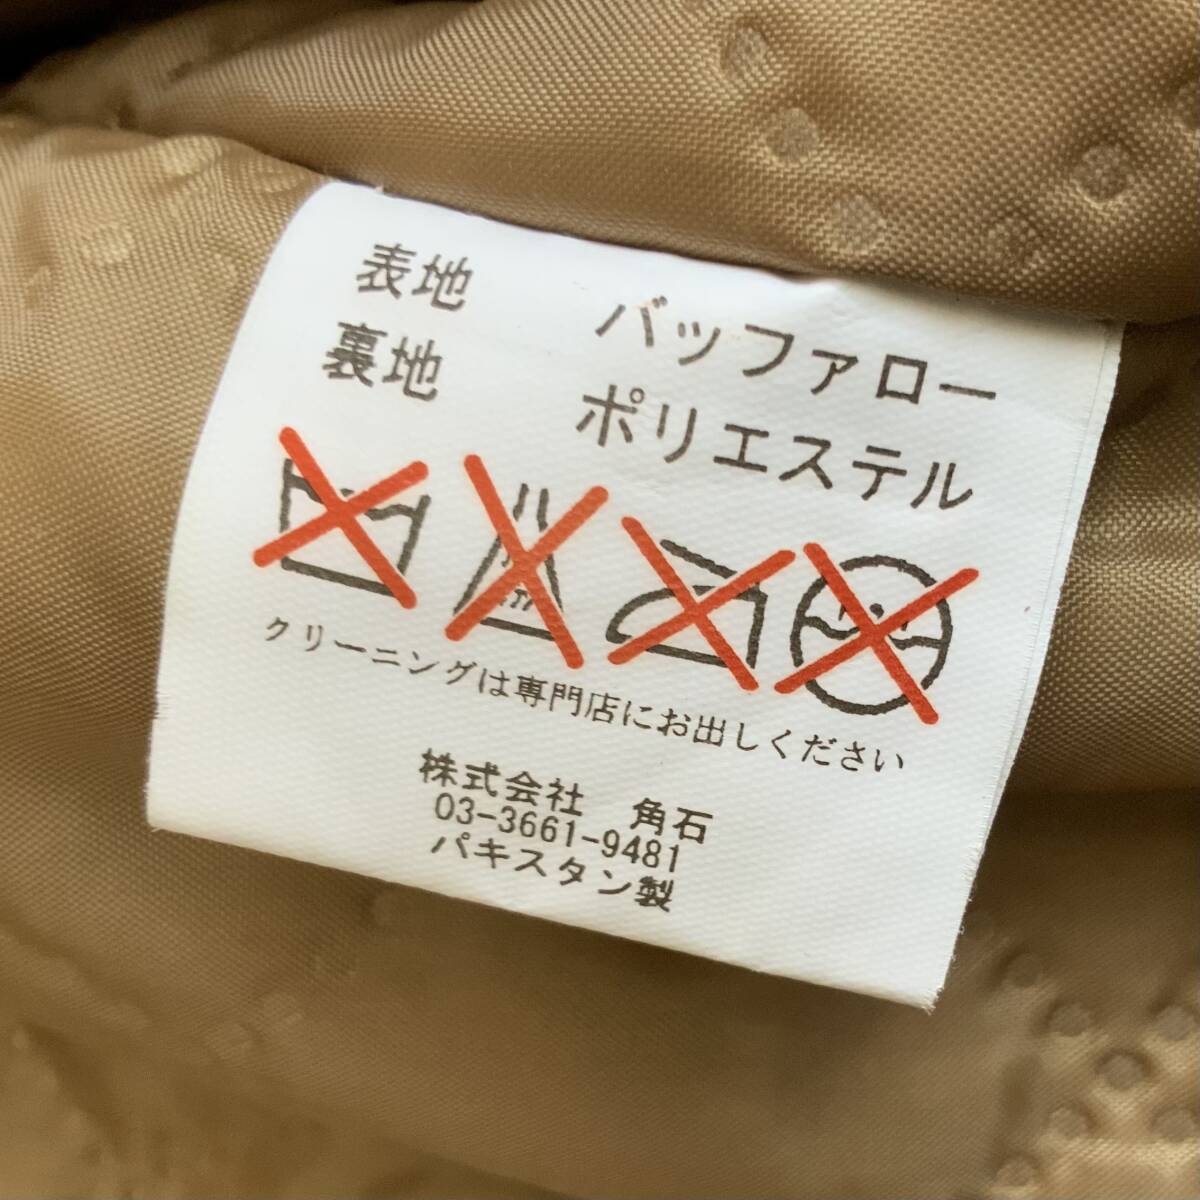 表地 バッファロー
裏地 ポリエステル
クリーニングは専門店にお出しください
株式会社 角石
03-3661-9481
パキスタン製